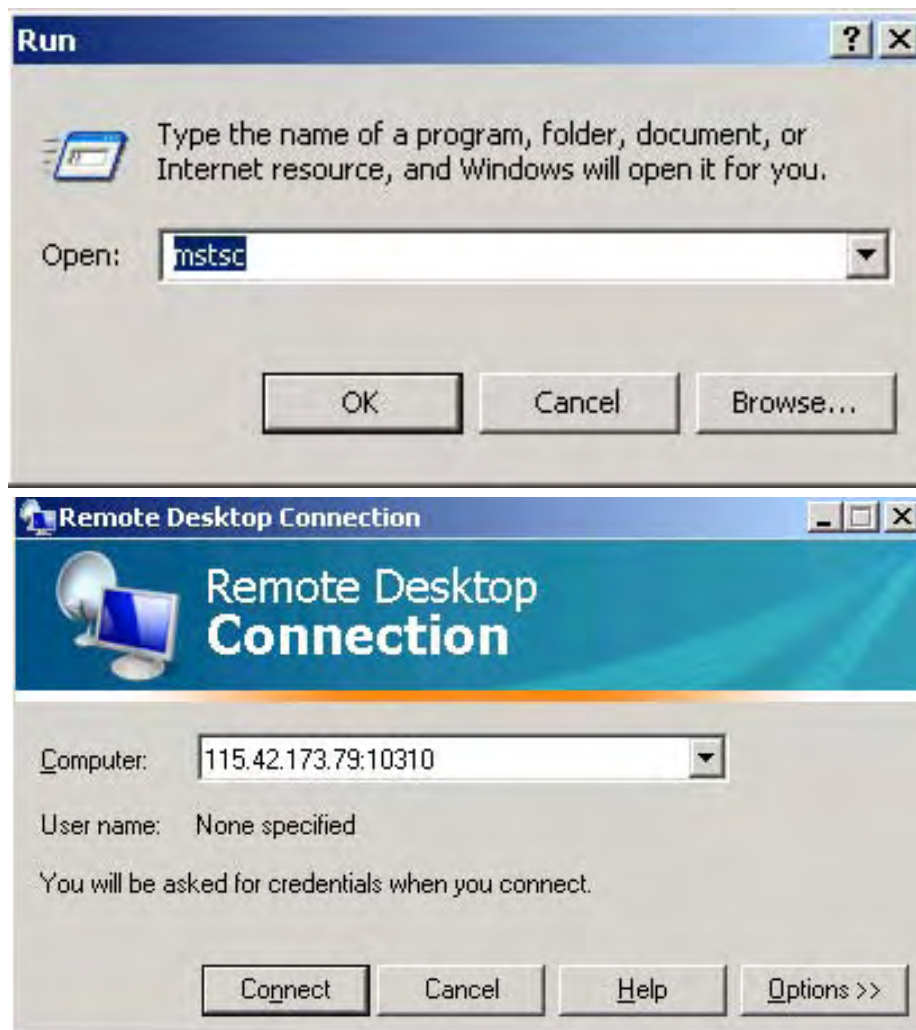 Run
Type the name of a program, folder, document, or
Internet resource, and Windows will open it for you.
Open: mstsc
OK Cancel Browse...
Remote Desktop Connection
Remote Desktop
Connection
Computer: 115.42.173.79:10310
User name: None specified
You will be asked for credentials when you connect.
Connect Cancel Help Options >>